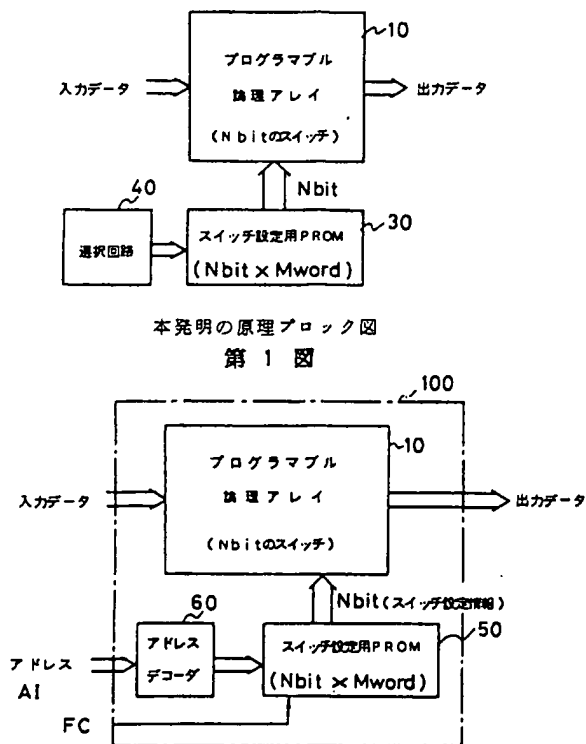 10
プログラマブル
論理アレイ
(Nbitのスイッチ)
入力データ
出力データ
Nbit
40
選択回路
30
スイッチ設定用PROM
(Nbit×Mword)
本発明の原理ブロック図
第 1 図
100
10
プログラマブル
論理アレイ
(Nbitのスイッチ)
入力データ
出力データ
Nbit(スイッチ設定情報)
60
アドレス
デコーダ
50
スイッチ設定用PROM
(Nbit×Mword)
アドレス
AI
FC